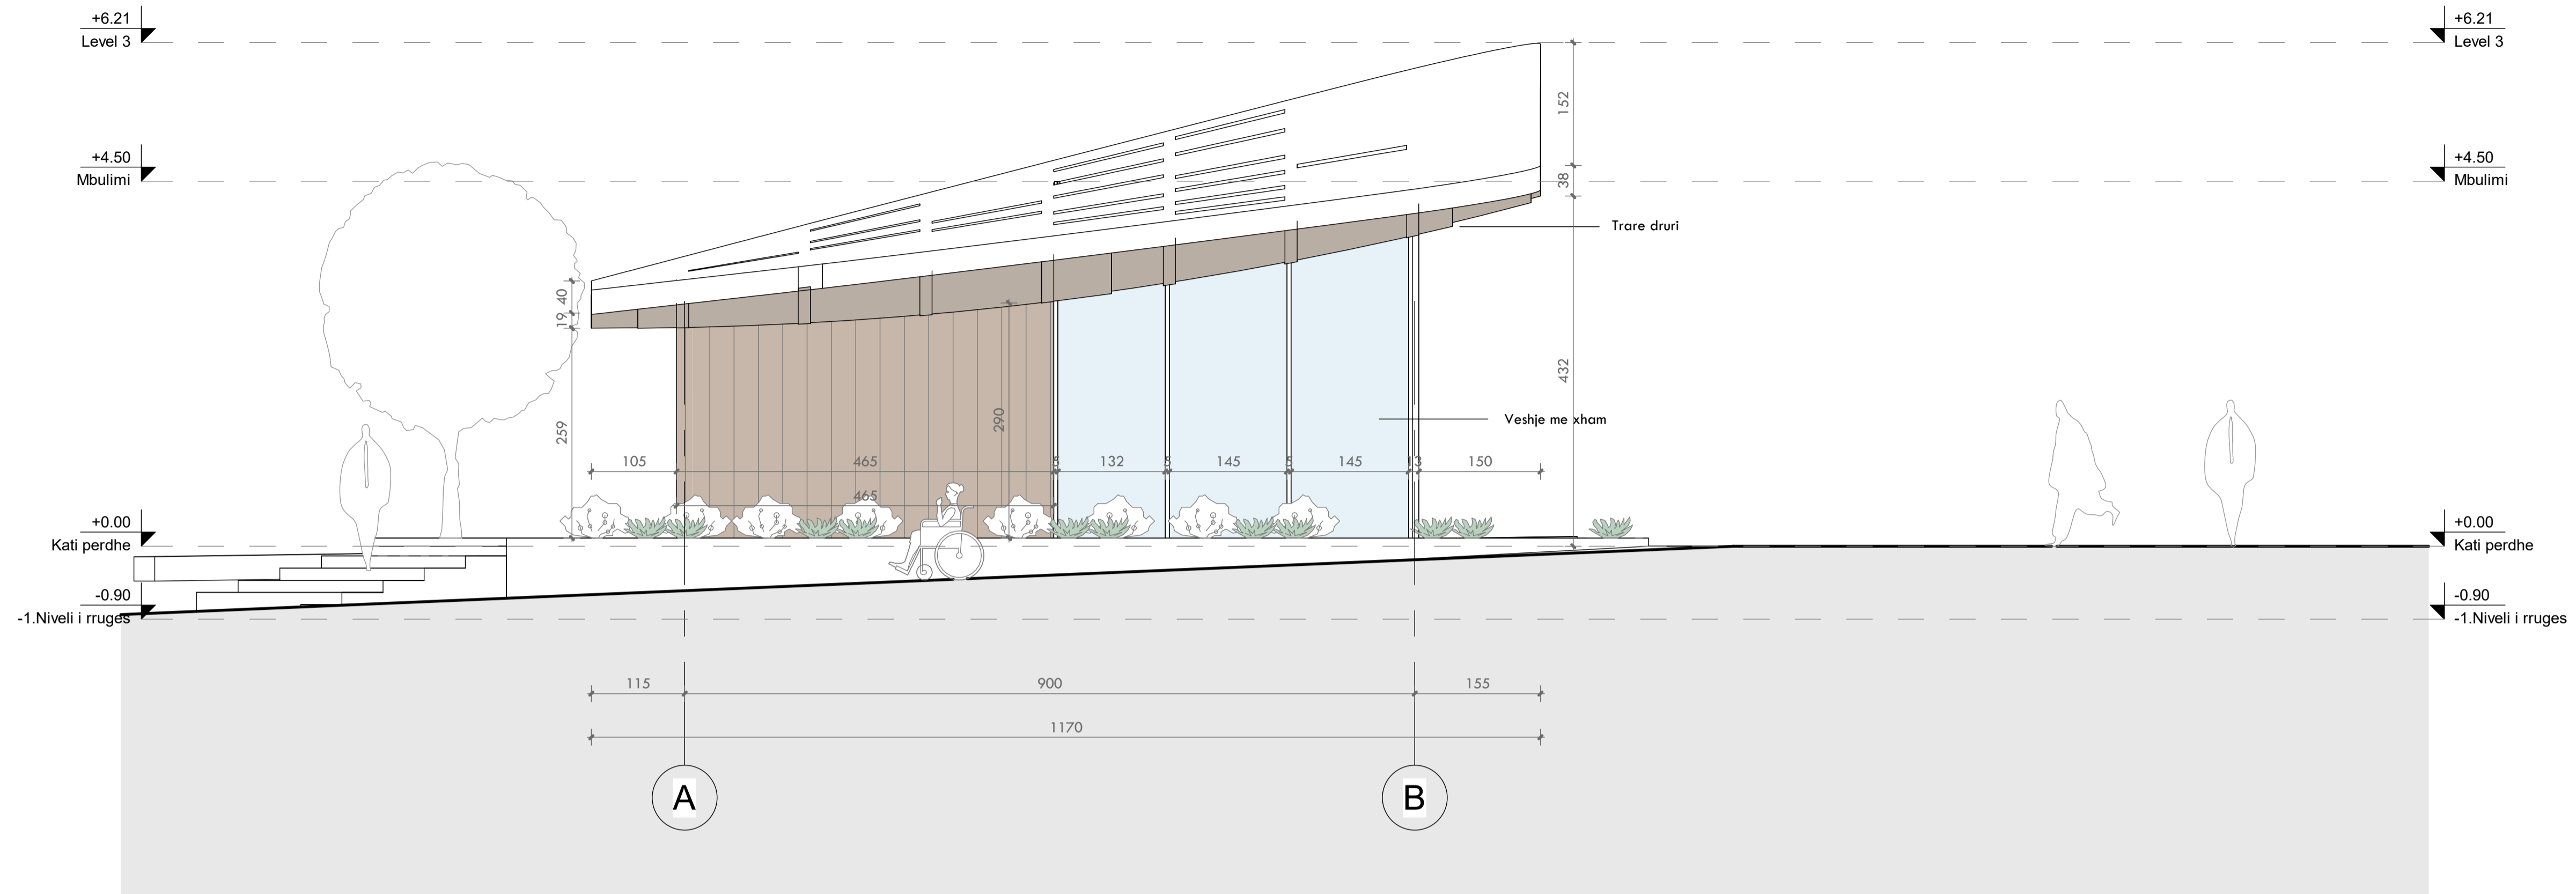 +6.21
Level 3
+6.21
Level 3
152
+4.50
Mbulimi
+4.50
Mbulimi
38
Trare druri
40
19
432
290
259
Veshje me xham
105
465
5
132
5
145
5
145
13
150
465
+0.00
Kati perdhe
+0.00
Kati perdhe
-0.90
-1.Niveli i rruges
-0.90
-1.Niveli i rruges
115
900
155
1170
A
B